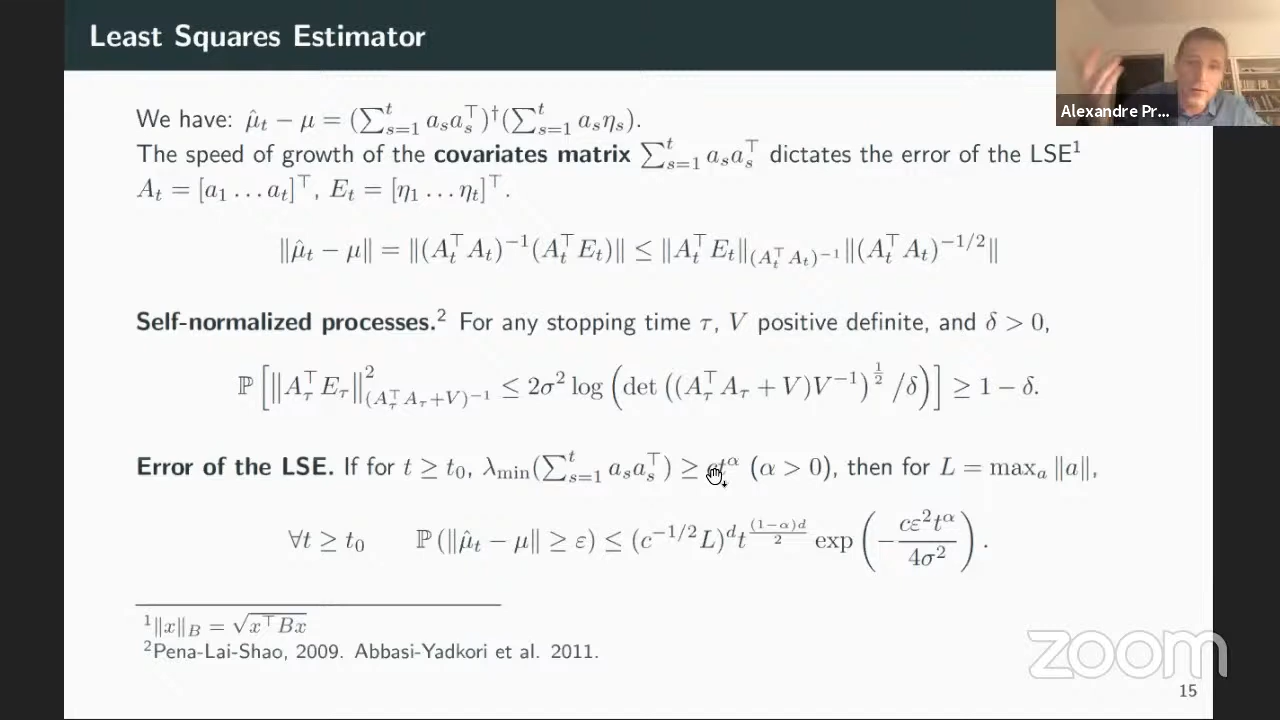 Least Squares Estimator
Alexandre Pr...
We have: μ̂_t − μ = (∑_{s=1}^t a_s a_s^⊤)^†(∑_{s=1}^t a_s η_s).
The speed of growth of the covariates matrix ∑_{s=1}^t a_s a_s^⊤ dictates the error of the LSE¹
A_t = [a_1 … a_t]^⊤, E_t = [η_1 … η_t]^⊤.
‖μ̂_t − μ‖ = ‖(A_t^⊤ A_t)^{−1}(A_t^⊤ E_t)‖ ≤ ‖A_t^⊤ E_t‖_{(A_t^⊤ A_t)^{−1}} ‖(A_t^⊤ A_t)^{−1/2}‖
Self-normalized processes.² For any stopping time τ, V positive definite, and δ > 0,
ℙ[‖A_τ^⊤ E_τ‖²_{(A_τ^⊤ A_τ+V)^{−1}} ≤ 2σ² log(det((A_τ^⊤ A_τ + V)V^{−1})^{1/2}/δ)] ≥ 1 − δ.
Error of the LSE. If for t ≥ t_0, λ_min(∑_{s=1}^t a_s a_s^⊤) ≥ t^α (α > 0), then for L = max_a ‖a‖,
∀t ≥ t_0 ℙ(‖μ̂_t − μ‖ ≥ ε) ≤ (c^{−1/2}L)^d t^{(1−α)d/2} exp(−cε²t^α/4σ²).
¹‖x‖_B = √(x^⊤Bx)
²Pena-Lai-Shao, 2009. Abbasi-Yadkori et al. 2011.
zoom
15